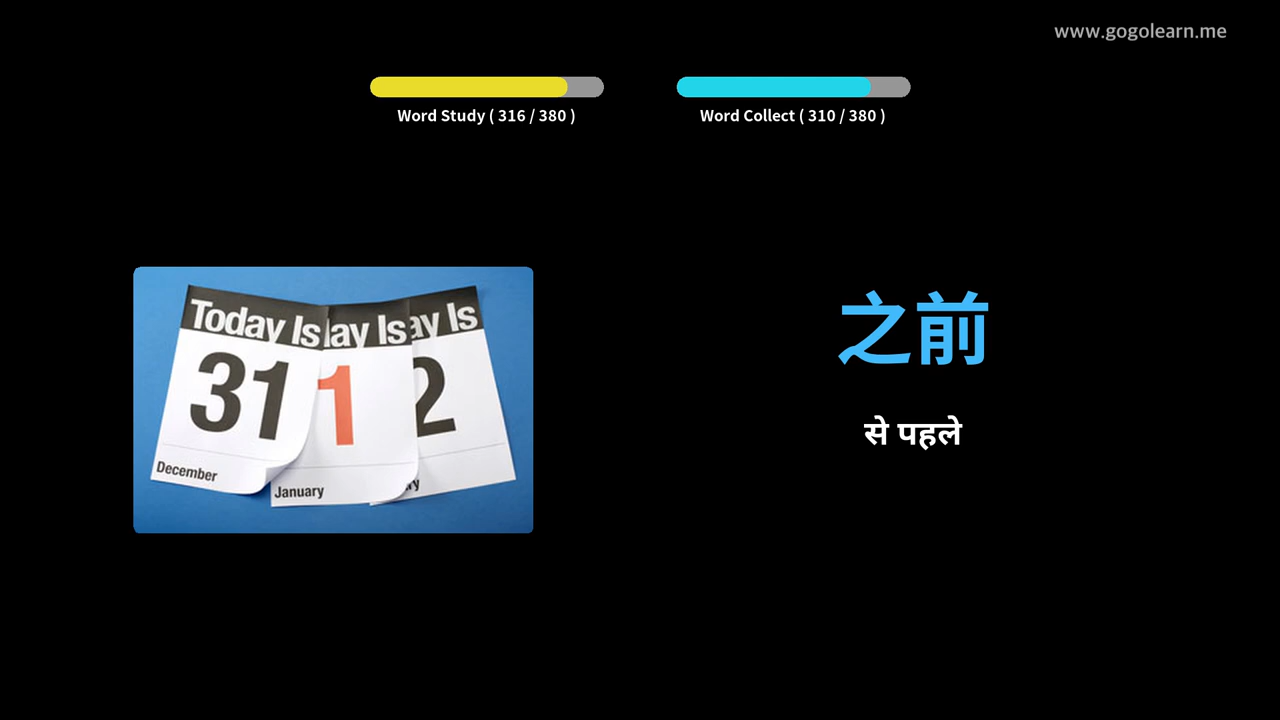 www.gogolearn.me
Word Study ( 316 / 380 )
Word Collect ( 310 / 380 )
Today Is
ay Is
ay Is
31
1
2
December
January
ry
之前
से पहले